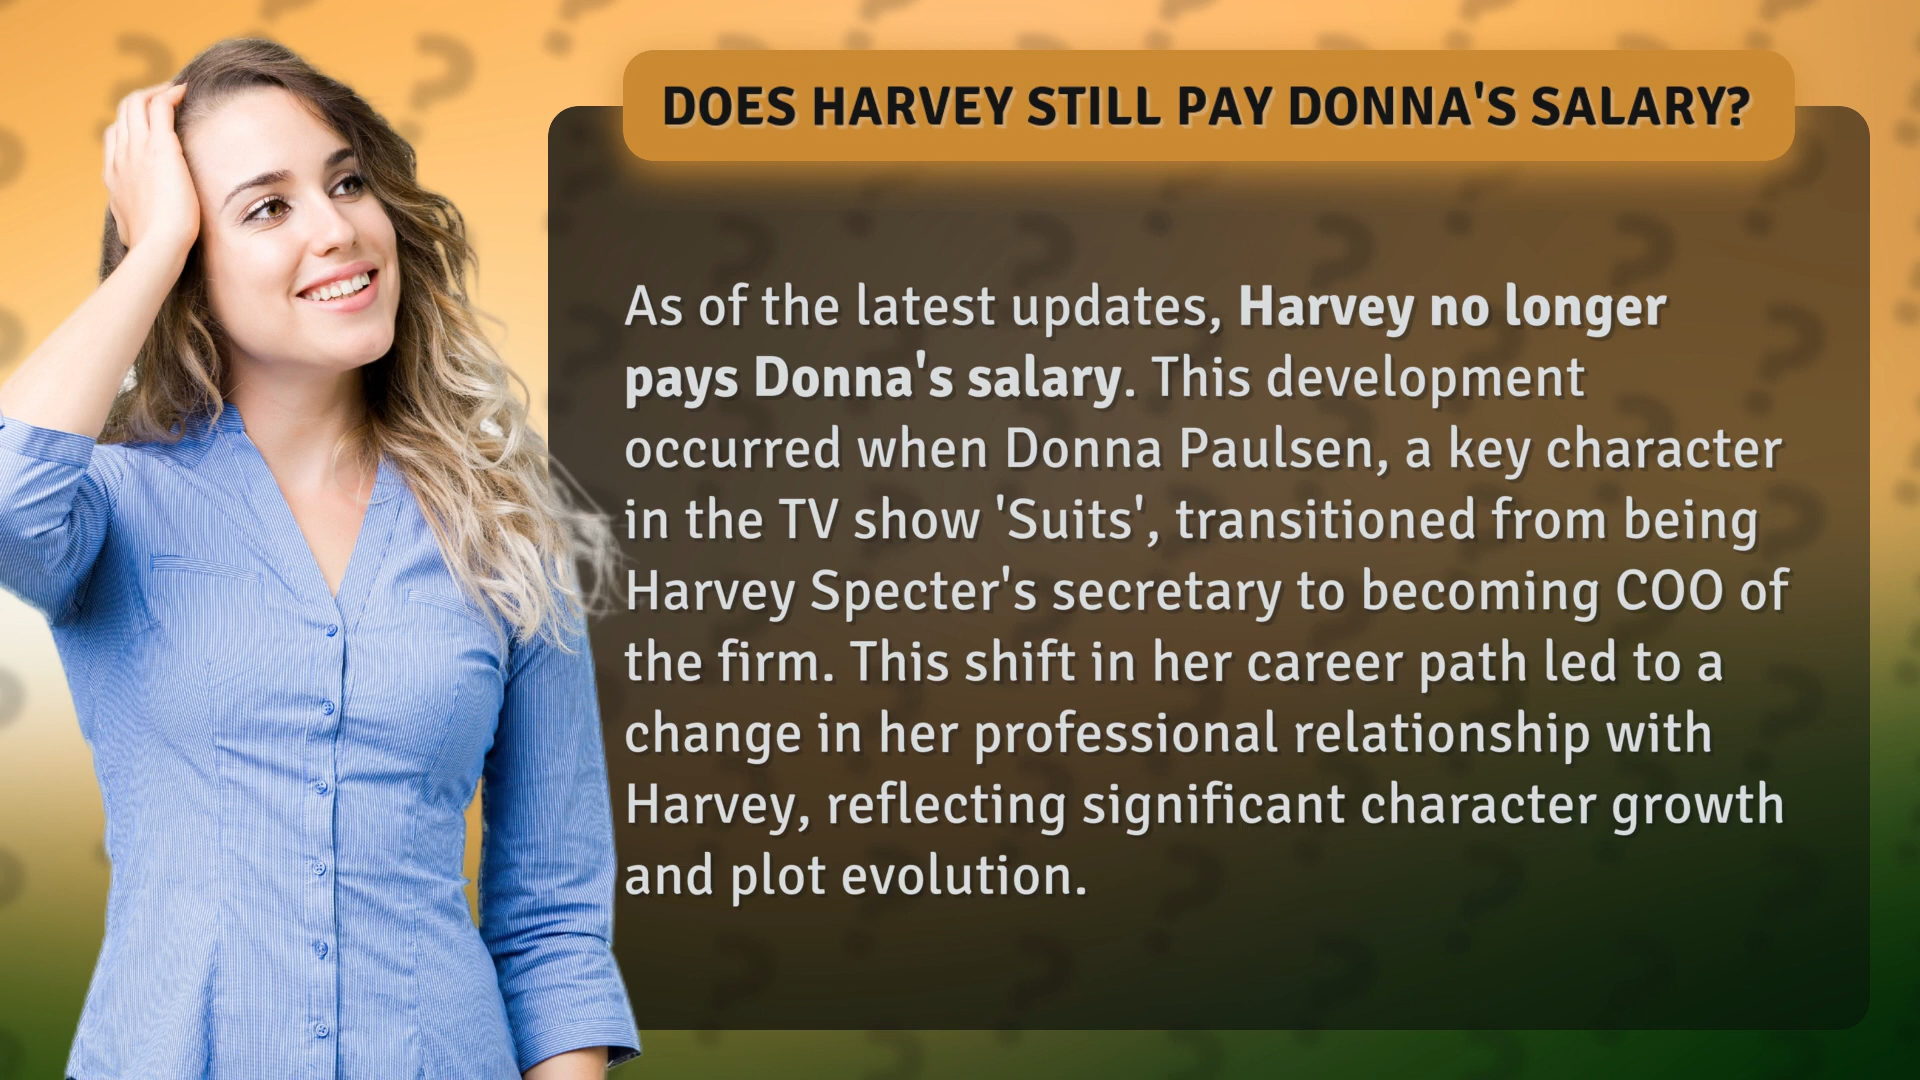 DOES HARVEY STILL PAY DONNA'S SALARY?
As of the latest updates, Harvey no longer
pays Donna's salary. This development
occurred when Donna Paulsen, a key character
in the TV show 'Suits', transitioned from being
Harvey Specter's secretary to becoming COO of
the firm. This shift in her career path led to a
change in her professional relationship with
Harvey, reflecting significant character growth
and plot evolution.